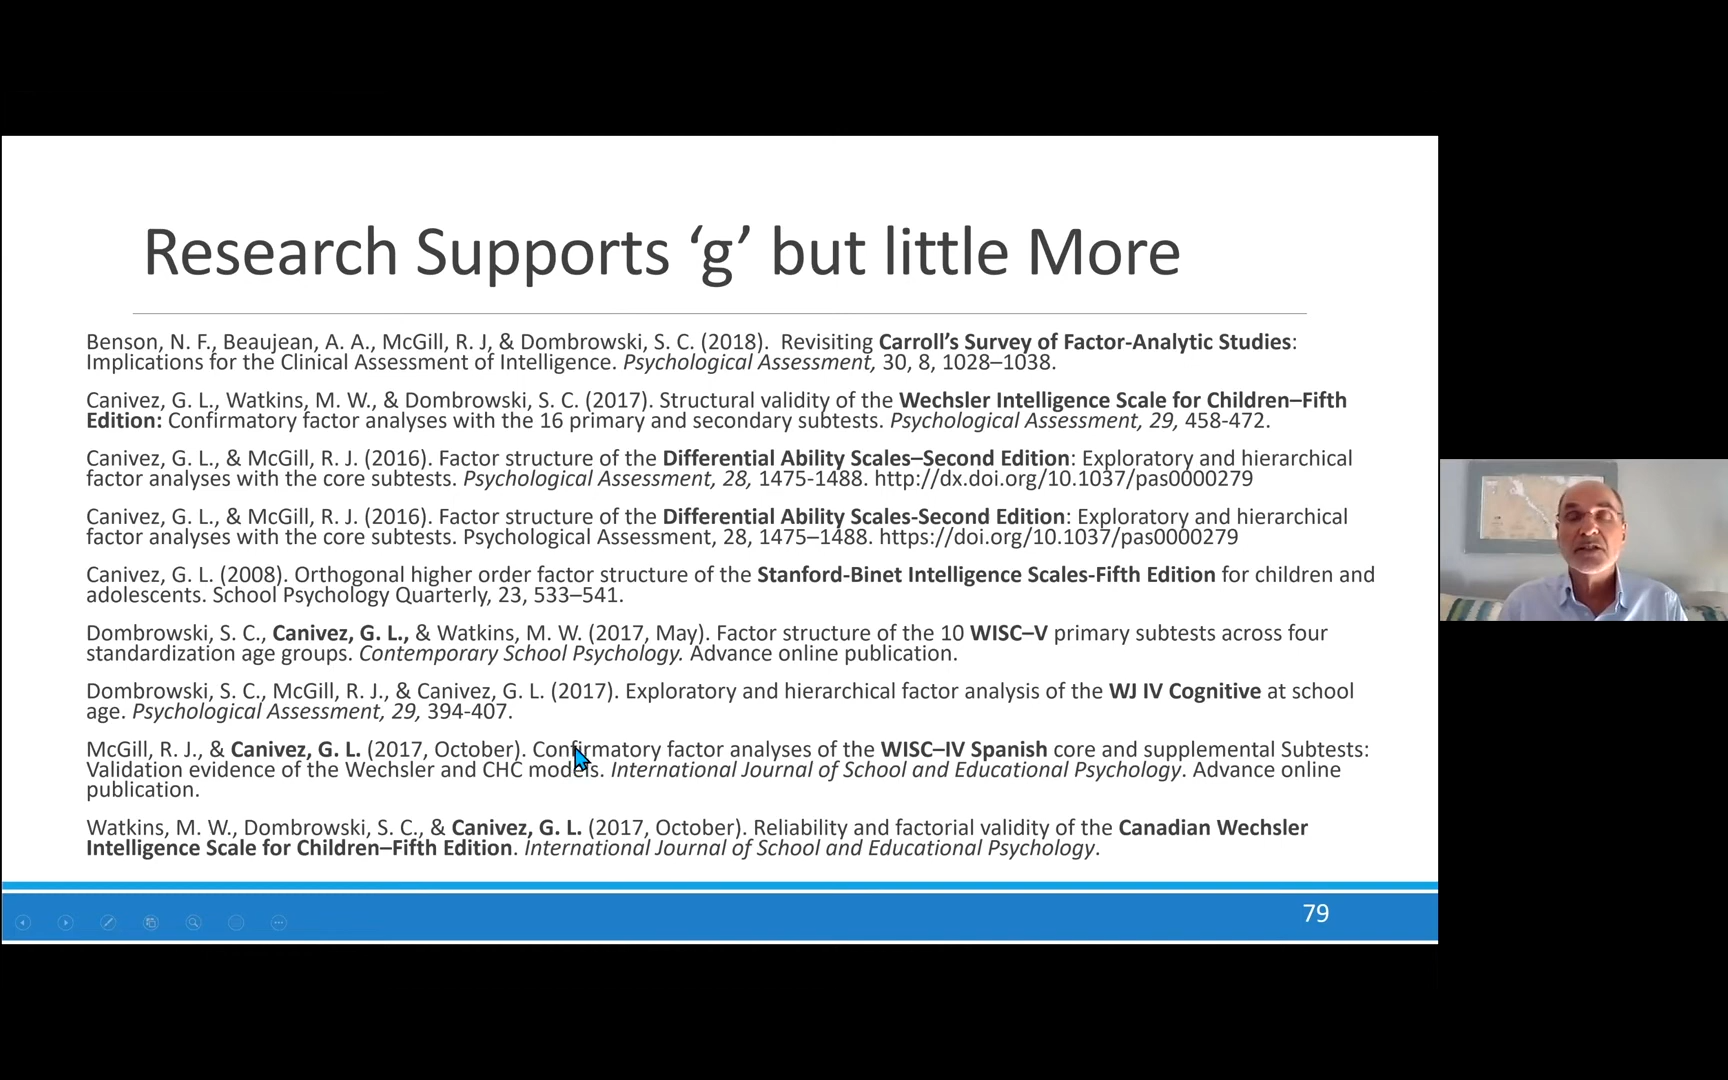 Research Supports ‘g’ but little More
Benson, N. F., Beaujean, A. A., McGill, R. J, & Dombrowski, S. C. (2018).  Revisiting Carroll’s Survey of Factor-Analytic Studies:
Implications for the Clinical Assessment of Intelligence. Psychological Assessment, 30, 8, 1028–1038.
Canivez, G. L., Watkins, M. W., & Dombrowski, S. C. (2017). Structural validity of the Wechsler Intelligence Scale for Children–Fifth
Edition: Confirmatory factor analyses with the 16 primary and secondary subtests. Psychological Assessment, 29, 458-472.
Canivez, G. L., & McGill, R. J. (2016). Factor structure of the Differential Ability Scales–Second Edition: Exploratory and hierarchical
factor analyses with the core subtests. Psychological Assessment, 28, 1475-1488. http://dx.doi.org/10.1037/pas0000279
Canivez, G. L., & McGill, R. J. (2016). Factor structure of the Differential Ability Scales-Second Edition: Exploratory and hierarchical
factor analyses with the core subtests. Psychological Assessment, 28, 1475–1488. https://doi.org/10.1037/pas0000279
Canivez, G. L. (2008). Orthogonal higher order factor structure of the Stanford-Binet Intelligence Scales-Fifth Edition for children and
adolescents. School Psychology Quarterly, 23, 533–541.
Dombrowski, S. C., Canivez, G. L., & Watkins, M. W. (2017, May). Factor structure of the 10 WISC–V primary subtests across four
standardization age groups. Contemporary School Psychology. Advance online publication.
Dombrowski, S. C., McGill, R. J., & Canivez, G. L. (2017). Exploratory and hierarchical factor analysis of the WJ IV Cognitive at school
age. Psychological Assessment, 29, 394-407.
McGill, R. J., & Canivez, G. L. (2017, October). Confirmatory factor analyses of the WISC–IV Spanish core and supplemental Subtests:
Validation evidence of the Wechsler and CHC models. International Journal of School and Educational Psychology. Advance online
publication.
Watkins, M. W., Dombrowski, S. C., & Canivez, G. L. (2017, October). Reliability and factorial validity of the Canadian Wechsler
Intelligence Scale for Children–Fifth Edition. International Journal of School and Educational Psychology.
79